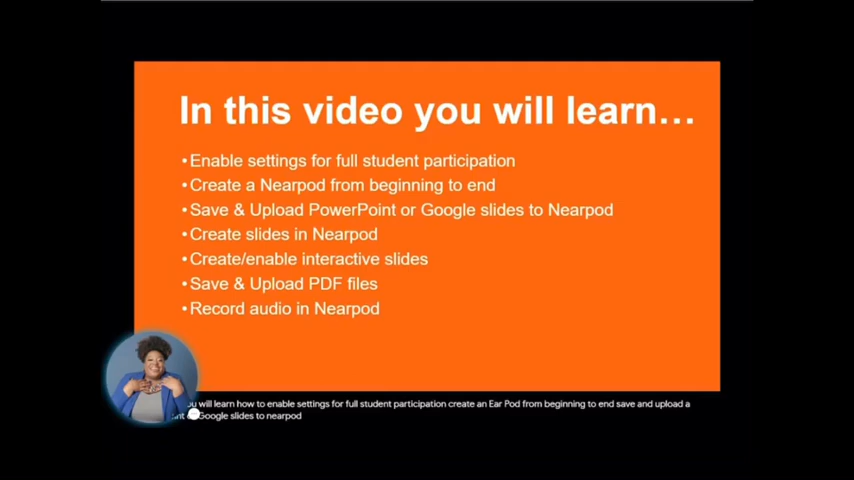 In this video you will learn…
•Enable settings for full student participation
•Create a Nearpod from beginning to end
•Save & Upload PowerPoint or Google slides to Nearpod
•Create slides in Nearpod
•Create/enable interactive slides
•Save & Upload PDF files
•Record audio in Nearpod
will learn how to enable settings for full student participation create an Ear Pod from beginning to end save and upload a
Google slides to nearpod